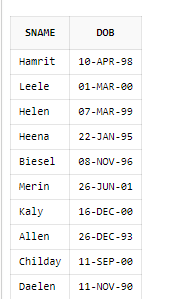 SNAME DOB
Hamrit 10-APR-98
Leele 01-MAR-00
Helen 07-MAR-99
Heena 22-JAN-95
Biesel 08-NOV-96
Merin 26-JUN-01
Kaly 16-DEC-00
Allen 26-DEC-93
Childay 11-SEP-00
Daelen 11-NOV-90